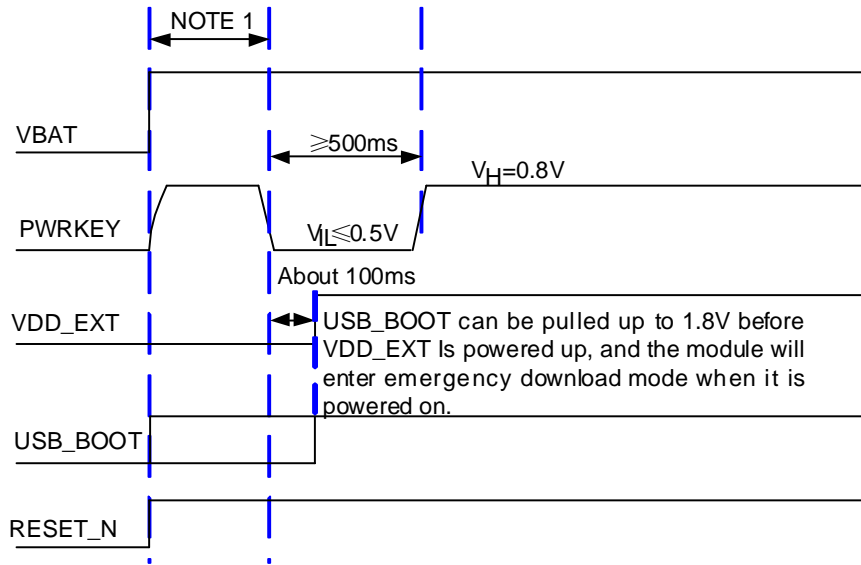 NOTE 1
VBAT
≥500ms
VH=0.8V
PWRKEY
VIL≤0.5V
About 100ms
VDD_EXT
USB_BOOT can be pulled up to 1.8V before
VDD_EXT Is powered up, and the module will
enter emergency download mode when it is
powered on.
USB_BOOT
RESET_N